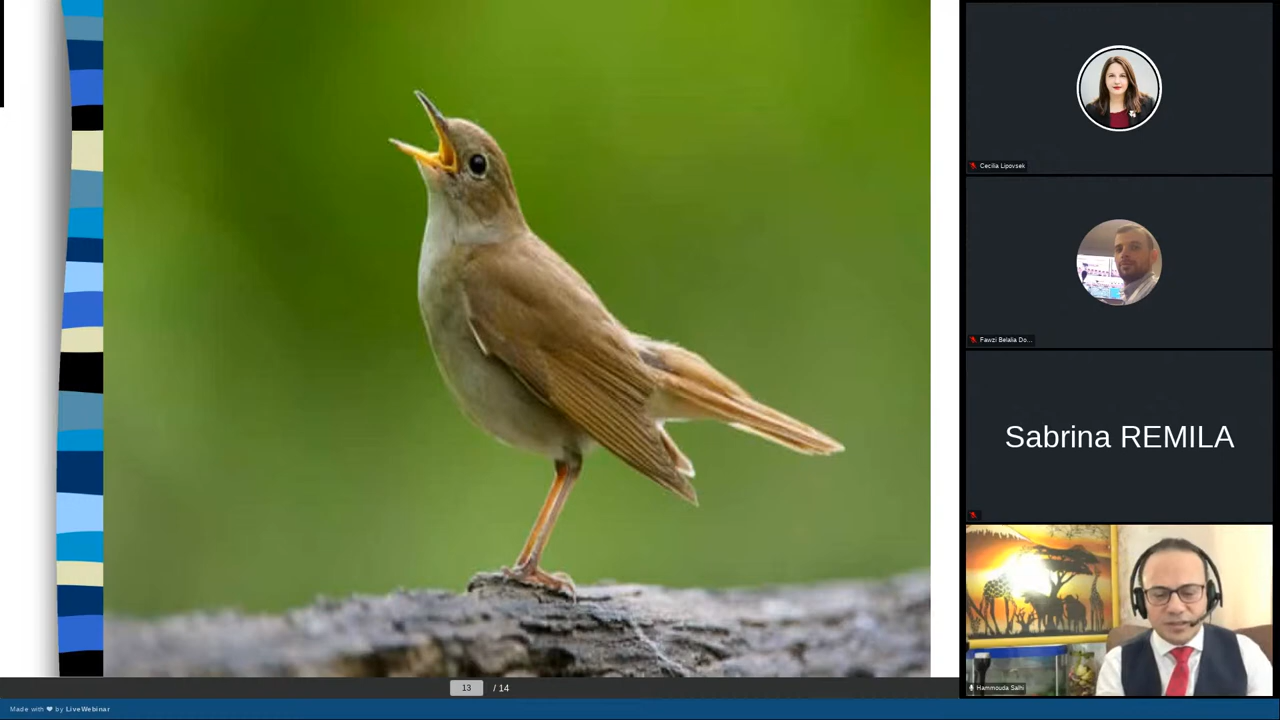 Cecilia Lipovsek
Fawzi Belalia Do...
Sabrina REMILA
Hammouda Salhi
13 / 14
Made with ❤ by LiveWebinar